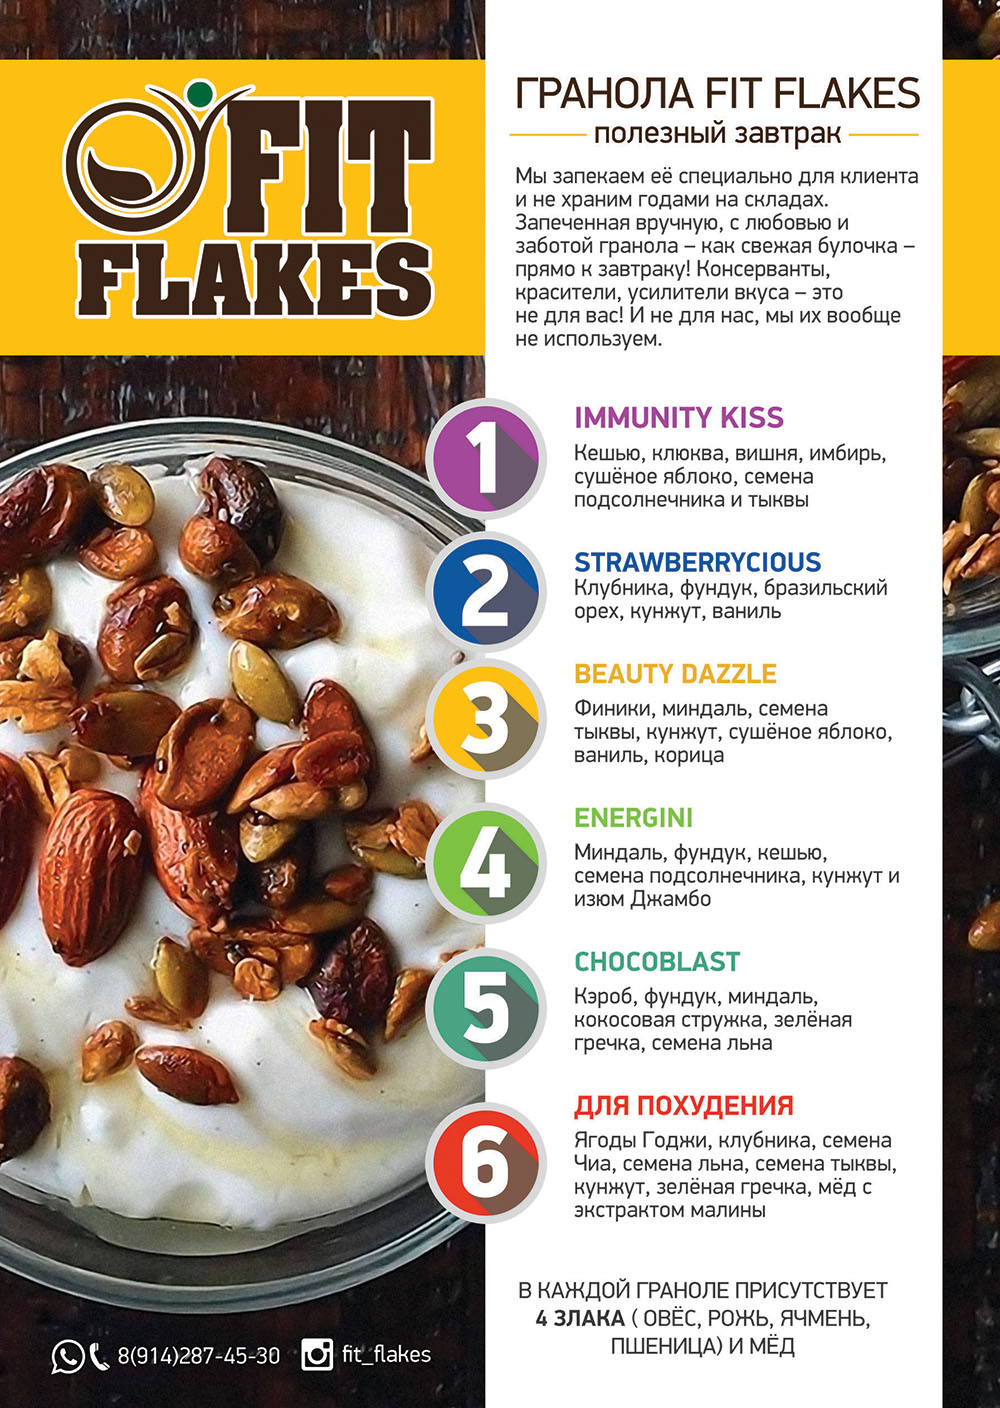 FIT
FLAKES
ГРАНОЛА FIT FLAKES
полезный завтрак
Мы запекаем её специально для клиента
и не храним годами на складах.
Запеченная вручную, с любовью и
заботой гранола – как свежая булочка –
прямо к завтраку! Консерванты,
красители, усилители вкуса – это
не для вас! И не для нас, мы их вообще
не используем.
1
IMMUNITY KISS
Кешью, клюква, вишня, имбирь,
сушёное яблоко, семена
подсолнечника и тыквы
2
STRAWBERRYCIOUS
Клубника, фундук, бразильский
орех, кунжут, ваниль
3
BEAUTY DAZZLE
Финики, миндаль, семена
тыквы, кунжут, сушёное яблоко,
ваниль, корица
4
ENERGINI
Миндаль, фундук, кешью,
семена подсолнечника, кунжут и
изюм Джамбо
5
CHOCOBLAST
Кэроб, фундук, миндаль,
кокосовая стружка, зелёная
гречка, семена льна
6
ДЛЯ ПОХУДЕНИЯ
Ягоды Годжи, клубника, семена
Чиа, семена льна, семена тыквы,
кунжут, зелёная гречка, мёд с
экстрактом малины
В КАЖДОЙ ГРАНОЛЕ ПРИСУТСТВУЕТ
4 ЗЛАКА ( ОВЁС, РОЖЬ, ЯЧМЕНЬ,
ПШЕНИЦА) И МЁД
8(914)287-45-30 fit_flakes